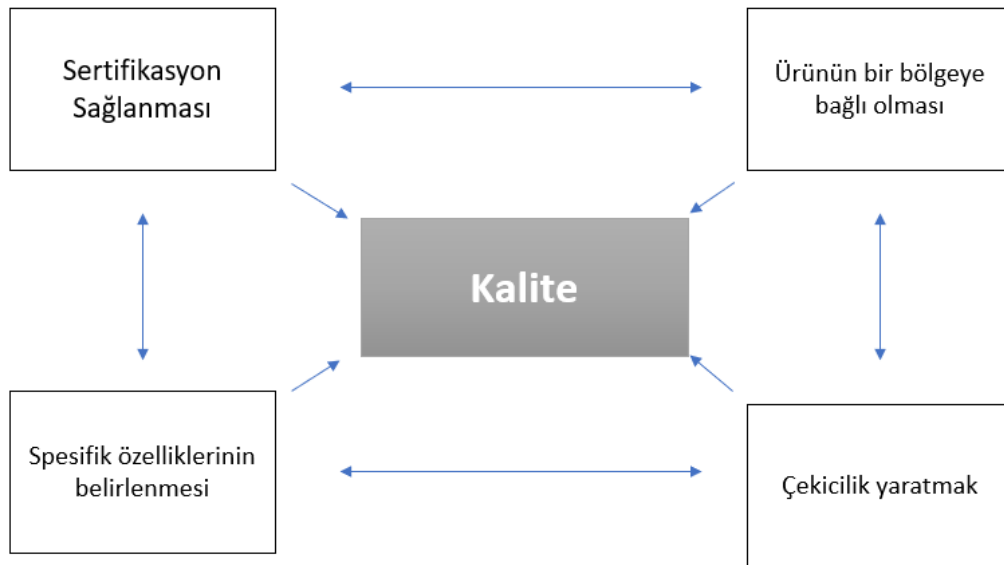 Sertifikasyon
Sağlanması
Ürünün bir bölgeye
bağlı olması
Kalite
Spesifik özelliklerinin
belirlenmesi
Çekicilik yaratmak